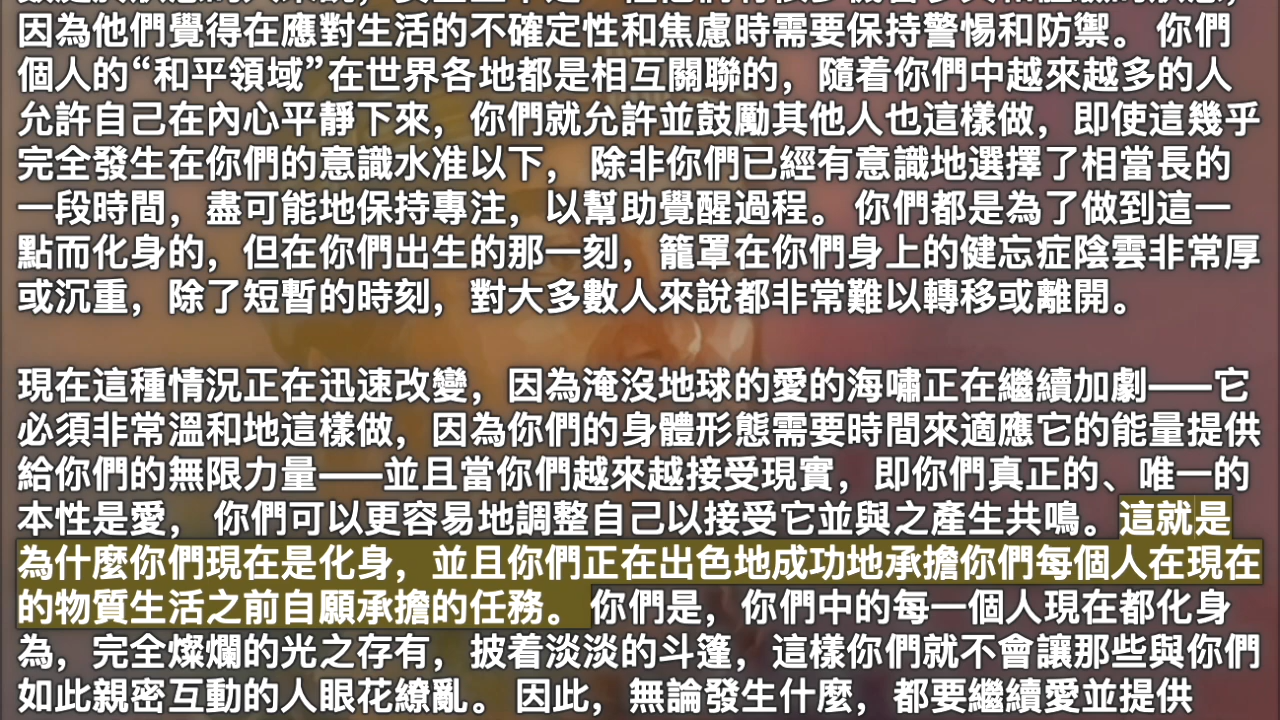 因為他們覺得在應對生活的不確定性和焦慮時需要保持警惕和防禦。 你們
個人的“和平領域”在世界各地都是相互關聯的，隨着你們中越來越多的人
允許自己在內心平靜下來，你們就允許並鼓勵其他人也這樣做，即使這幾乎
完全發生在你們的意識水准以下， 除非你們已經有意識地選擇了相當長的
一段時間，盡可能地保持專注，以幫助覺醒過程。 你們都是為了做到這一
點而化身的，但在你們出生的那一刻，籠罩在你們身上的健忘症陰雲非常厚
或沉重，除了短暫的時刻，對大多數人來說都非常難以轉移或離開。
現在這種情況正在迅速改變，因為淹沒地球的愛的海嘯正在繼續加劇——它
必須非常溫和地這樣做，因為你們的身體形態需要時間來適應它的能量提供
給你們的無限力量——並且當你們越來越接受現實，即你們真正的、唯一的
本性是愛， 你們可以更容易地調整自己以接受它並與之產生共鳴。這就是
為什麼你們現在是化身，並且你們正在出色地成功地承擔你們每個人在現在
的物質生活之前自願承擔的任務。 你們是，你們中的每一個人現在都化身
為，完全燦爛的光之存有，披着淡淡的斗篷，這樣你們就不會讓那些與你們
如此親密互動的人眼花繚亂。 因此，無論發生什麼，都要繼續愛並提供